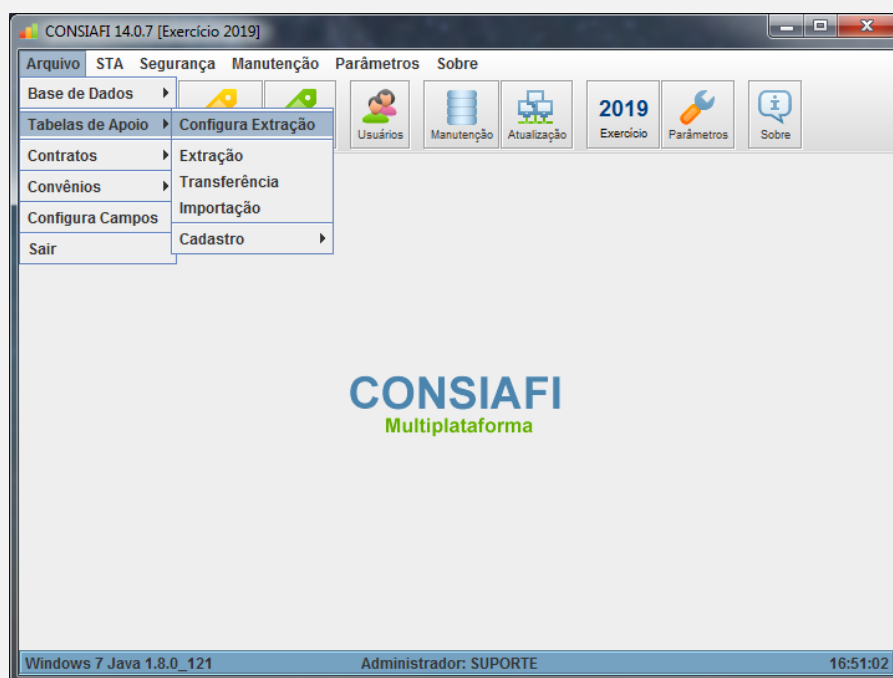 CONSIAFI 14.0.7 [Exercício 2019]
Arquivo STA Segurança Manutenção Parâmetros Sobre
Base de Dados
Tabelas de Apoio
Contratos
Convênios
Configura Campos
Sair
Configura Extração
Extração
Transferência
Importação
Cadastro
Usuários
Manutenção
Atualização
2019
Exercício
Parâmetros
Sobre
CONSIAFI
Multiplataforma
Windows 7 Java 1.8.0_121 Administrador: SUPORTE 16:51:02